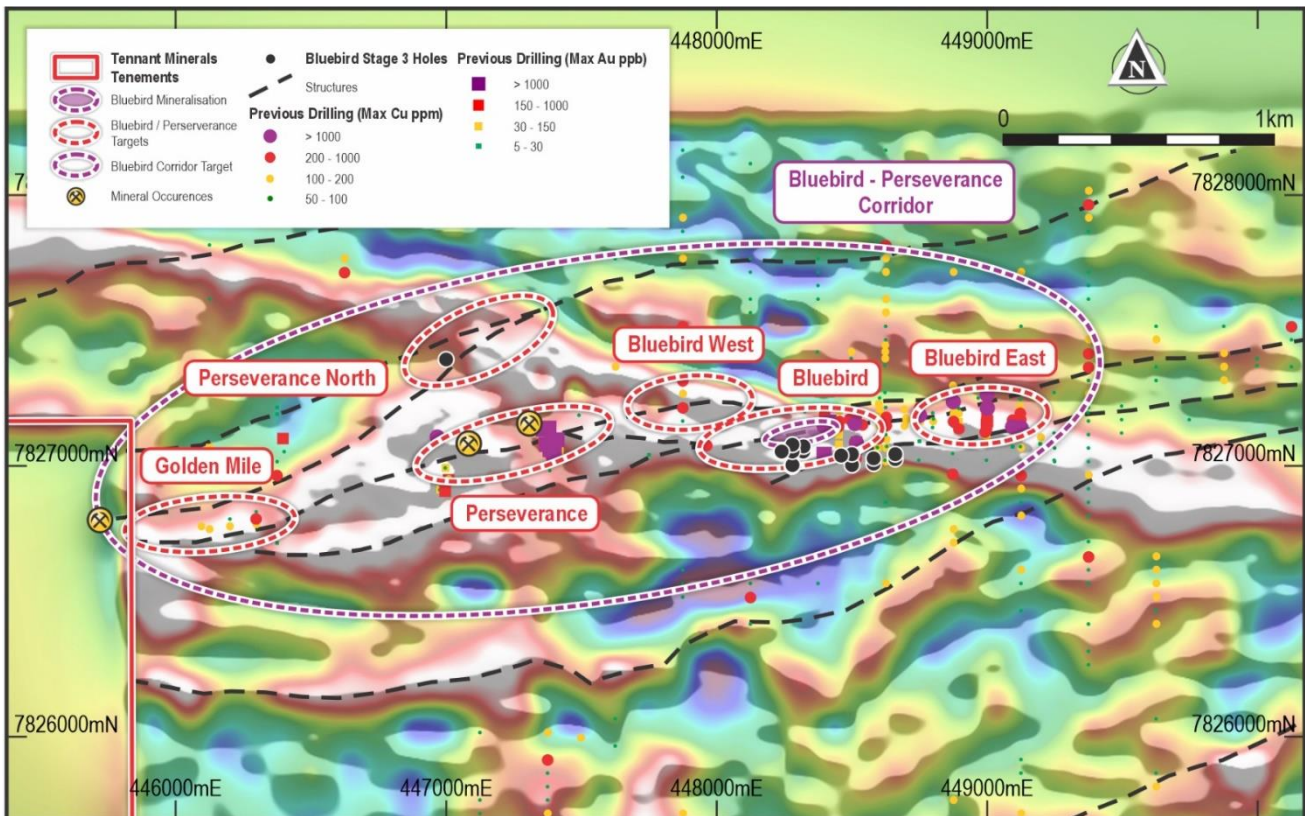 448000mE
449000mE
Tennant Minerals
Tenements
Bluebird Mineralisation
Bluebird / Perserverance
Targets
Bluebird Corridor Target
Mineral Occurences
Bluebird Stage 3 Holes
Structures
Previous Drilling (Max Cu ppm)
> 1000
200 - 1000
100 - 200
50 - 100
Previous Drilling (Max Au ppb)
> 1000
150 - 1000
30 - 150
5 - 30
N
0
1km
7828000mN
Bluebird - Perseverance
Corridor
Bluebird West
Bluebird East
Perseverance North
Bluebird
7827000mN
Golden Mile
7827000mN
Perseverance
7826000mN
7826000mN
446000mE
447000mE
448000mE
449000mE